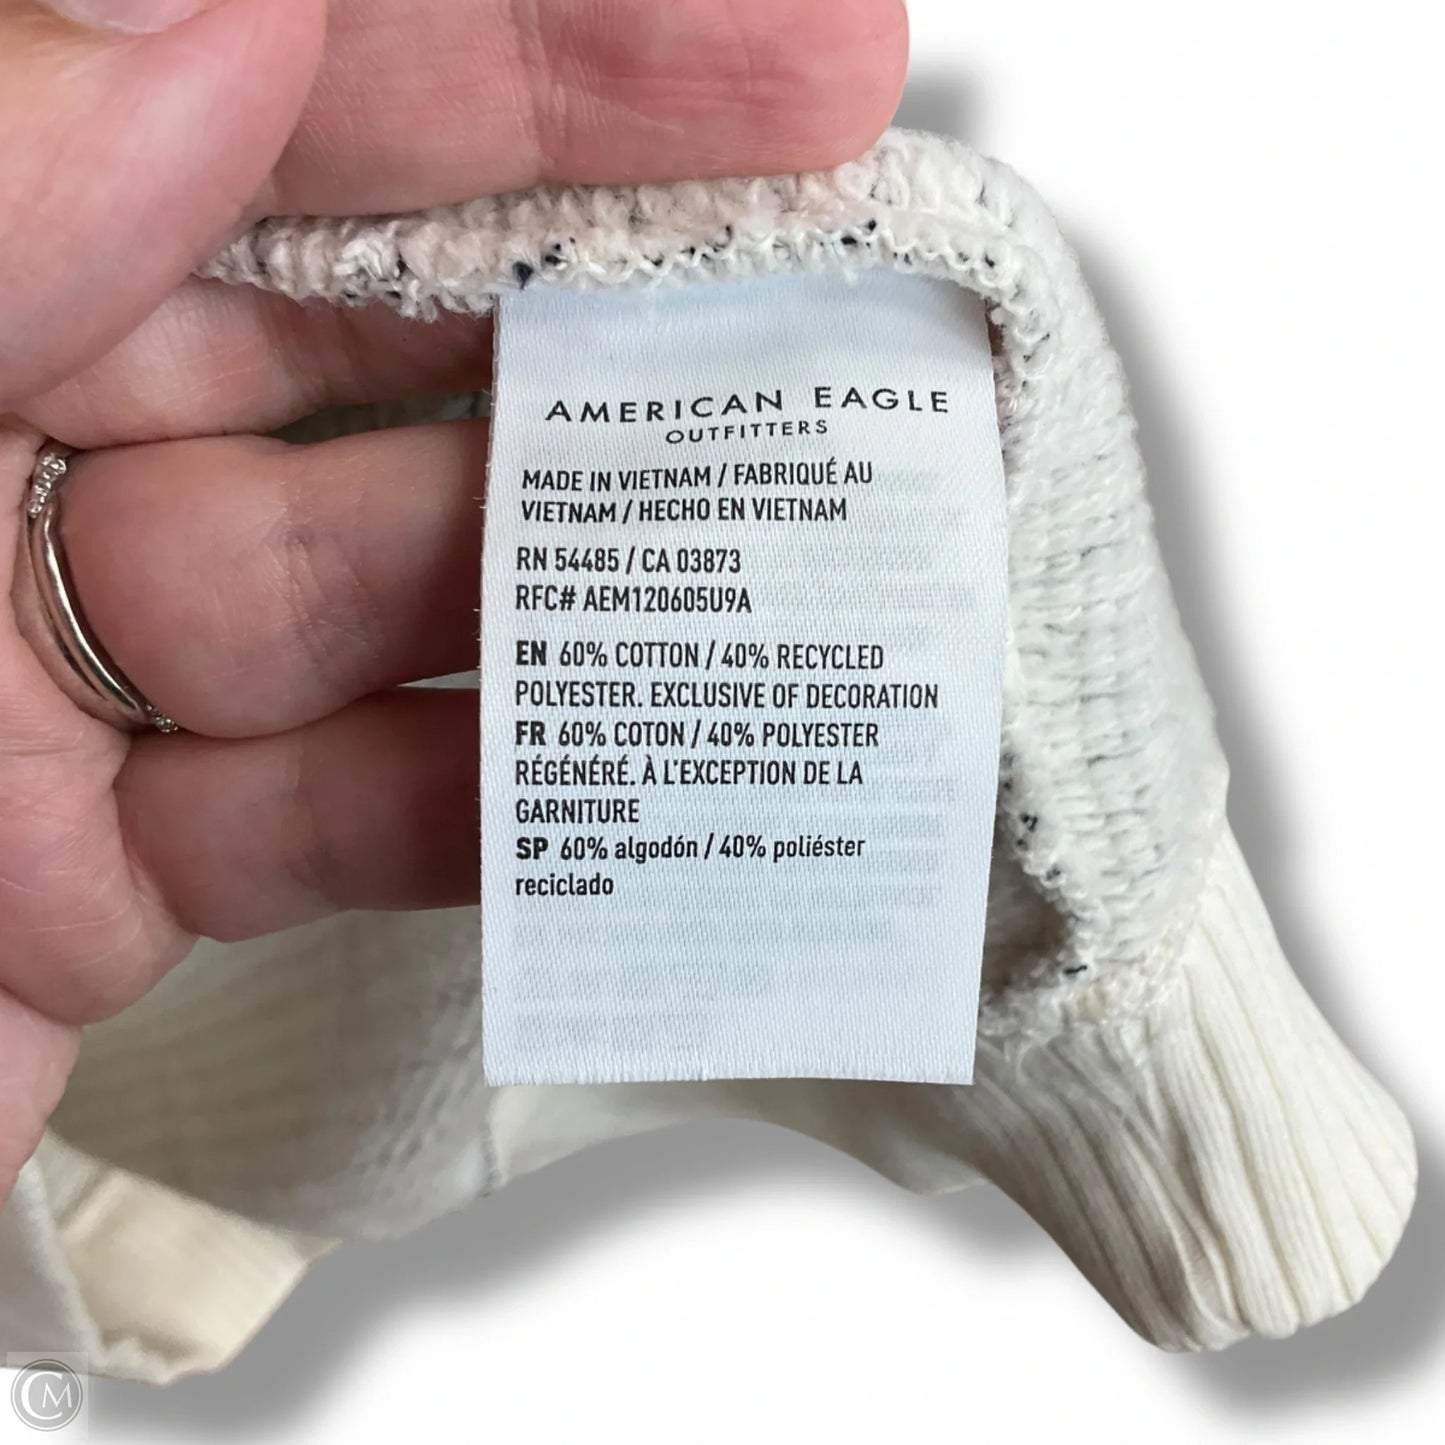 AMERICAN EAGLE
OUTFITTERS
MADE IN VIETNAM / FABRIQUÉ AU
VIETNAM / HECHO EN VIETNAM
RN 54485 / CA 03873
RFC# AEM120605U9A
EN 60% COTTON / 40% RECYCLED
POLYESTER. EXCLUSIVE OF DECORATION
FR 60% COTON / 40% POLYESTER
RÉGÉNÉRÉ. À L'EXCEPTION DE LA
GARNITURE
SP 60% algodón / 40% poliéster
reciclado
CM